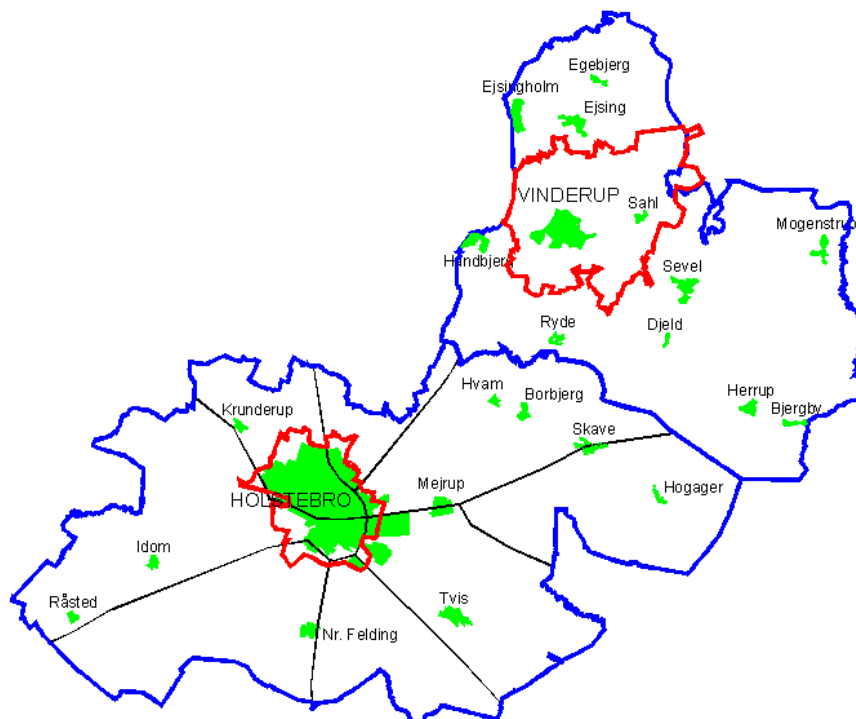 Egebjerg
Ejsingholm
Ejsing
VINDERUP
Sahl
Mogenstrup
Handbjerg
Sevel
Ryde
Djeld
Hvam
Borbjerg
Herrup
Bjergby
Krunderup
Skave
Mejrup
Hogager
HOLSTEBRO
Idom
Råsted
Tvis
Nr. Felding